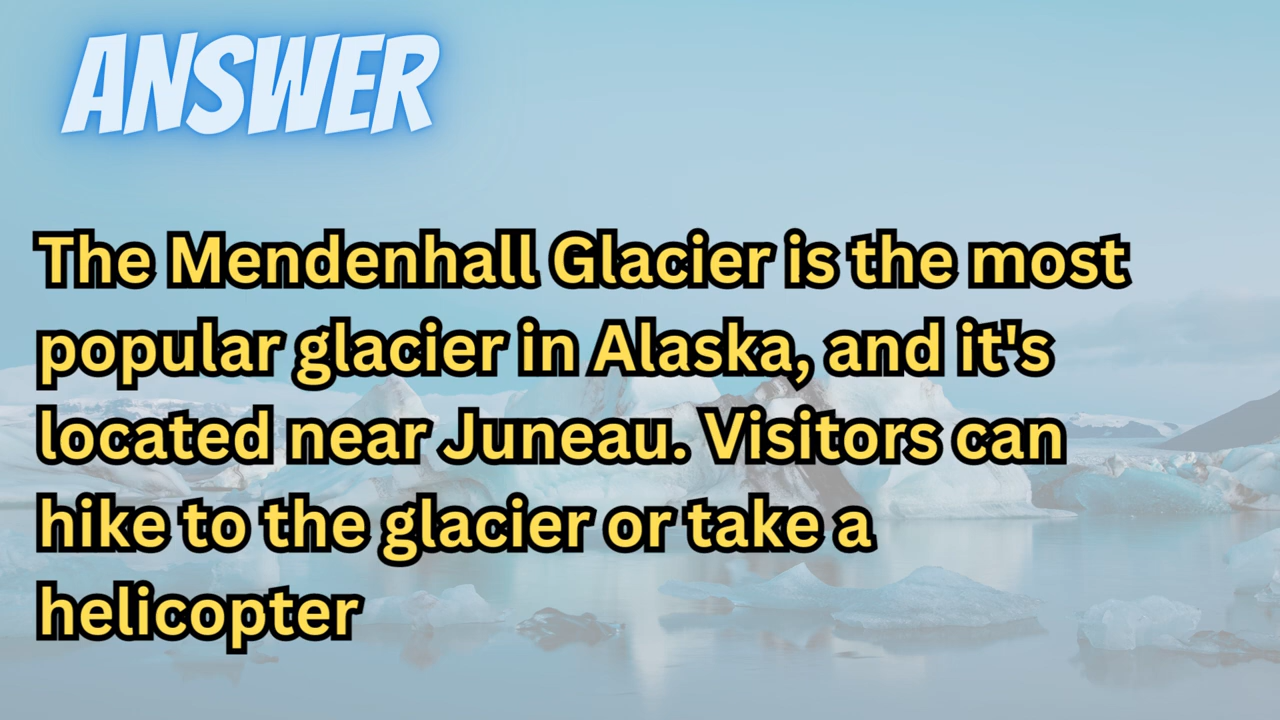 ANSWER
The Mendenhall Glacier is the most
popular glacier in Alaska, and it's
located near Juneau. Visitors can
hike to the glacier or take a
helicopter